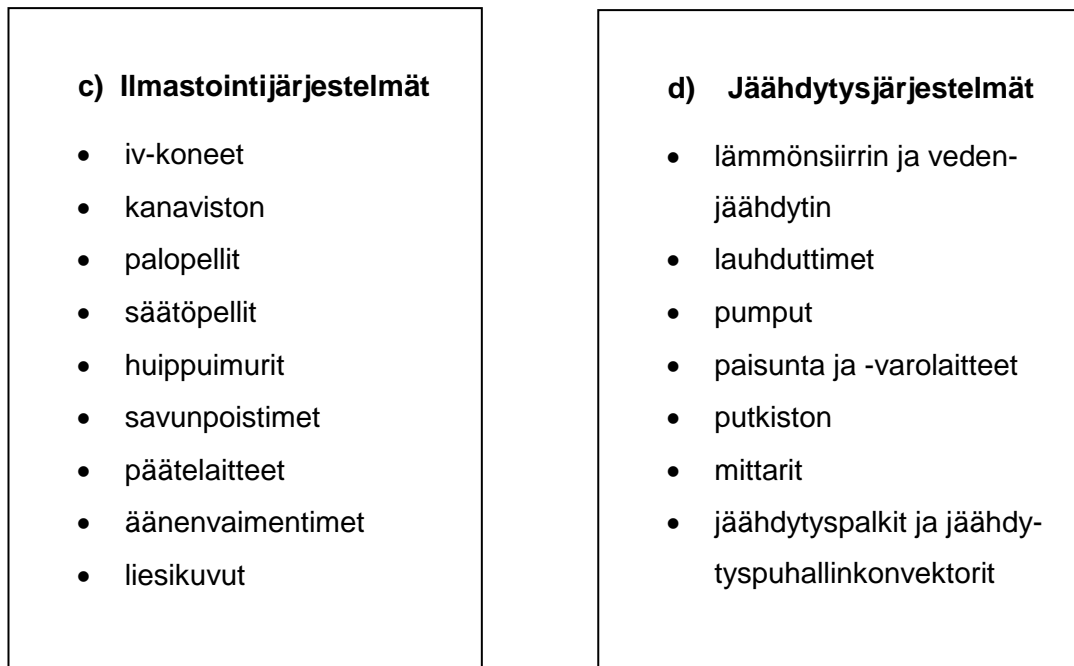 c) Ilmastointijärjestelmät
• iv-koneet
• kanaviston
• palopellit
• säätöpellit
• huippuimurit
• savunpoistimet
• päätelaitteet
• äänenvaimentimet
• liesikuvut
d) Jäähdytysjärjestelmät
• lämmönsiirrin ja veden-
jäähdytin
• lauhduttimet
• pumput
• paisunta ja -varolaitteet
• putkiston
• mittarit
• jäähdytyspalkit ja jäähdy-
tyspuhallinkonvektorit